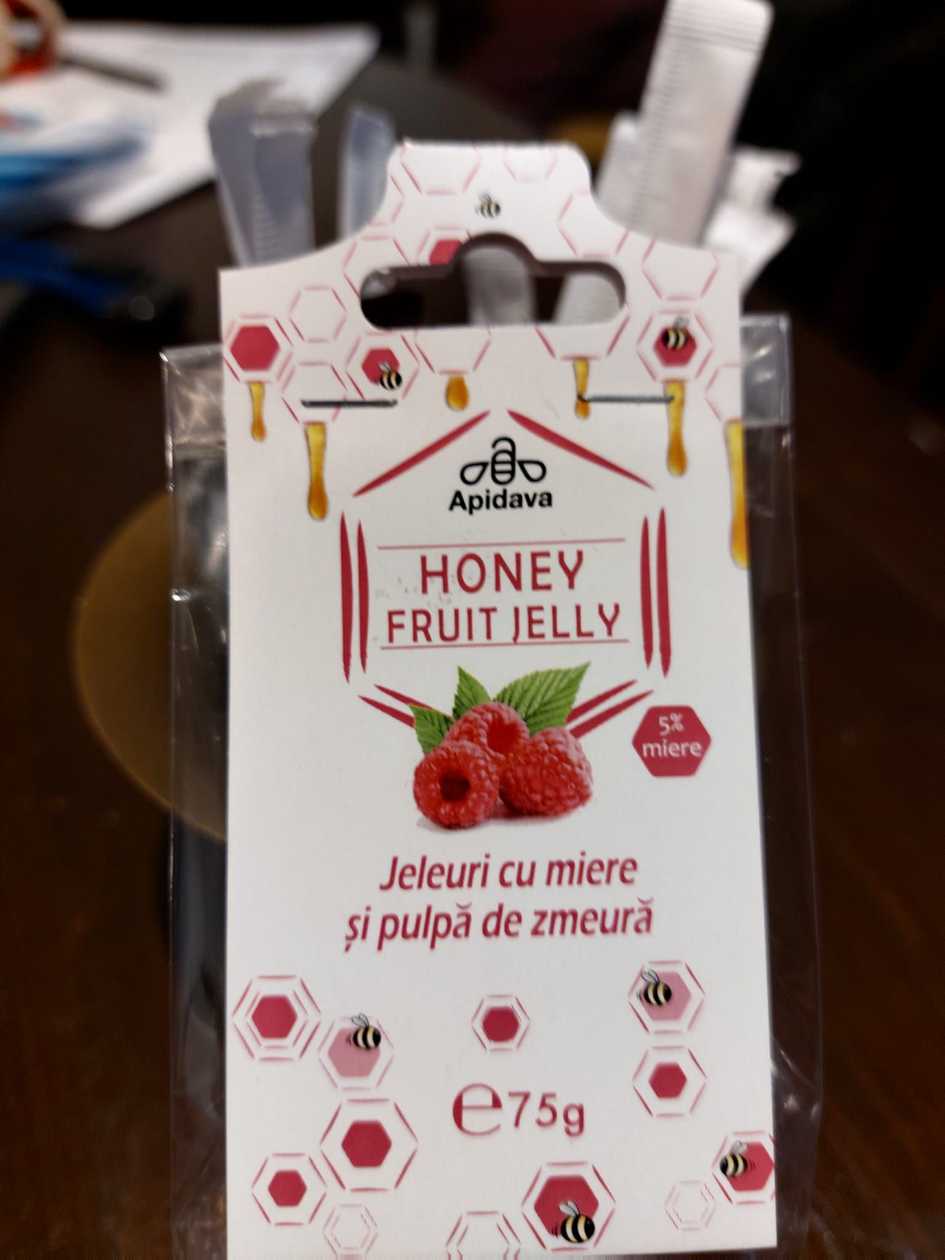 Apidava
HONEY
FRUIT JELLY
5%
miere
Jeleuri cu miere
și pulpă de zmeură
℮75g